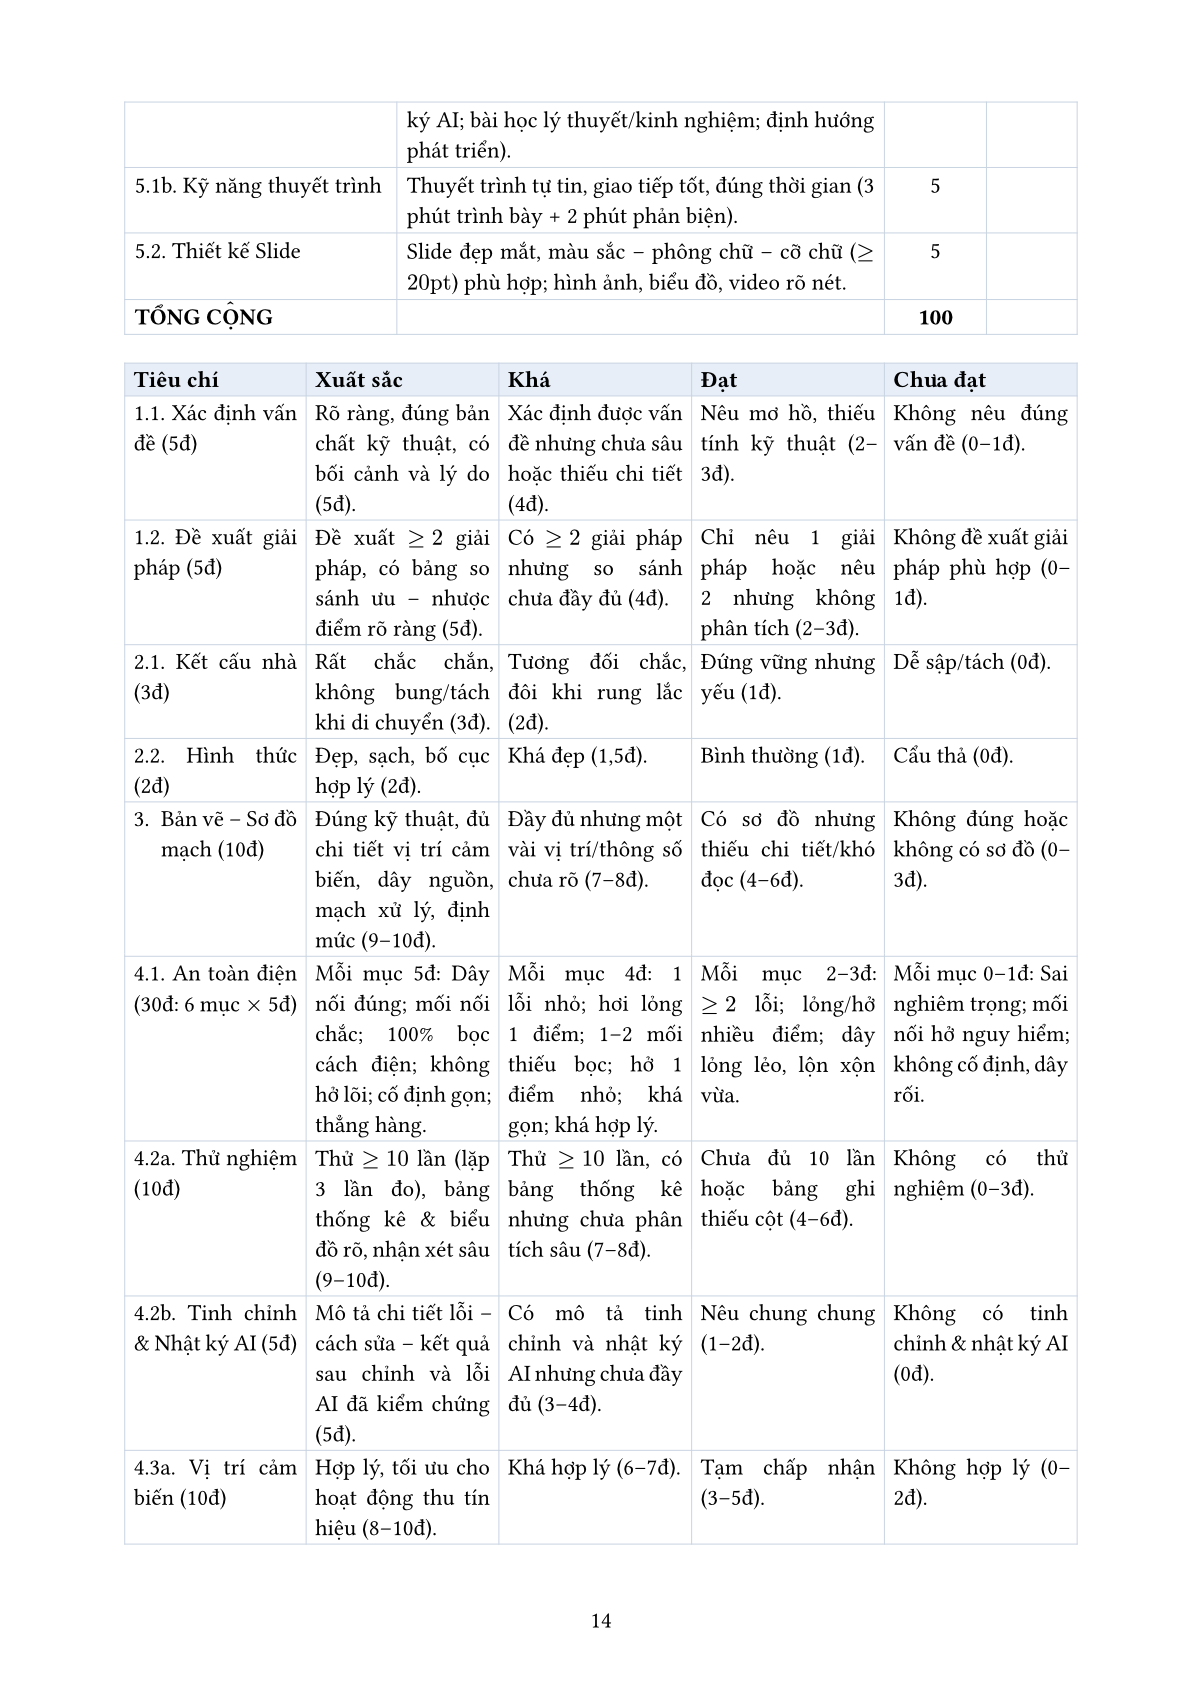 ký AI; bài học lý thuyết/kinh nghiệm; định hướng
phát triển).
5.1b. Kỹ năng thuyết trình
Thuyết trình tự tin, giao tiếp tốt, đúng thời gian (3
phút trình bày + 2 phút phản biện).
5
5.2. Thiết kế Slide
Slide đẹp mắt, màu sắc – phông chữ – cỡ chữ (≥
20pt) phù hợp; hình ảnh, biểu đồ, video rõ nét.
5
TỔNG CỘNG
100
Tiêu chí
Xuất sắc
Khá
Đạt
Chưa đạt
1.1. Xác định vấn
đề (5đ)
Rõ ràng, đúng bản
chất kỹ thuật, có
bối cảnh và lý do
(5đ).
Xác định được vấn
đề nhưng chưa sâu
hoặc thiếu chi tiết
(4đ).
Nêu mơ hồ, thiếu
tính kỹ thuật (2–
3đ).
Không nêu đúng
vấn đề (0–1đ).
1.2. Đề xuất giải
pháp (5đ)
Đề xuất ≥ 2 giải
pháp, có bảng so
sánh ưu – nhược
điểm rõ ràng (5đ).
Có ≥ 2 giải pháp
nhưng so sánh
chưa đầy đủ (4đ).
Chỉ nêu 1 giải
pháp hoặc nêu
2 nhưng không
phân tích (2–3đ).
Không đề xuất giải
pháp phù hợp (0–
1đ).
2.1. Kết cấu nhà
(3đ)
Rất chắc chắn,
không bung/tách
khi di chuyển (3đ).
Tương đối chắc,
đôi khi rung lắc
(2đ).
Đứng vững nhưng
yếu (1đ).
Dễ sập/tách (0đ).
2.2. Hình thức
(2đ)
Đẹp, sạch, bố cục
hợp lý (2đ).
Khá đẹp (1,5đ).
Bình thường (1đ).
Cẩu thả (0đ).
3. Bản vẽ – Sơ đồ
mạch (10đ)
Đúng kỹ thuật, đủ
chi tiết vị trí cảm
biến, dây nguồn,
mạch xử lý, định
mức (9–10đ).
Đầy đủ nhưng một
vài vị trí/thông số
chưa rõ (7–8đ).
Có sơ đồ nhưng
thiếu chi tiết/khó
đọc (4–6đ).
Không đúng hoặc
không có sơ đồ (0–
3đ).
4.1. An toàn điện
(30đ: 6 mục × 5đ)
Mỗi mục 5đ: Dây
nối đúng; mối nối
chắc; 100% bọc
cách điện; không
hở lõi; cố định gọn;
thẳng hàng.
Mỗi mục 4đ: 1
lỗi nhỏ; hơi lỏng
1 điểm; 1–2 mối
thiếu bọc; hở 1
điểm nhỏ; khá
gọn; khá hợp lý.
Mỗi mục 2–3đ:
≥ 2 lỗi; lỏng/hở
nhiều điểm; dây
lỏng lẻo, lộn xộn
vừa.
Mỗi mục 0–1đ: Sai
nghiêm trọng; mối
nối hở nguy hiểm;
không cố định, dây
rối.
4.2a. Thử nghiệm
(10đ)
Thử ≥ 10 lần (lặp
3 lần đo), bảng
thống kê & biểu
đồ rõ, nhận xét sâu
(9–10đ).
Thử ≥ 10 lần, có
bảng thống kê
nhưng chưa phân
tích sâu (7–8đ).
Chưa đủ 10 lần
hoặc bảng ghi
thiếu cột (4–6đ).
Không có thử
nghiệm (0–3đ).
4.2b. Tinh chỉnh
& Nhật ký AI (5đ)
Mô tả chi tiết lỗi –
cách sửa – kết quả
sau chỉnh và lỗi
AI đã kiểm chứng
(5đ).
Có mô tả tinh
chỉnh và nhật ký
AI nhưng chưa đầy
đủ (3–4đ).
Nêu chung chung
(1–2đ).
Không có tinh
chỉnh & nhật ký AI
(0đ).
4.3a. Vị trí cảm
biến (10đ)
Hợp lý, tối ưu cho
hoạt động thu tín
hiệu (8–10đ).
Khá hợp lý (6–7đ).
Tạm chấp nhận
(3–5đ).
Không hợp lý (0–
2đ).
14